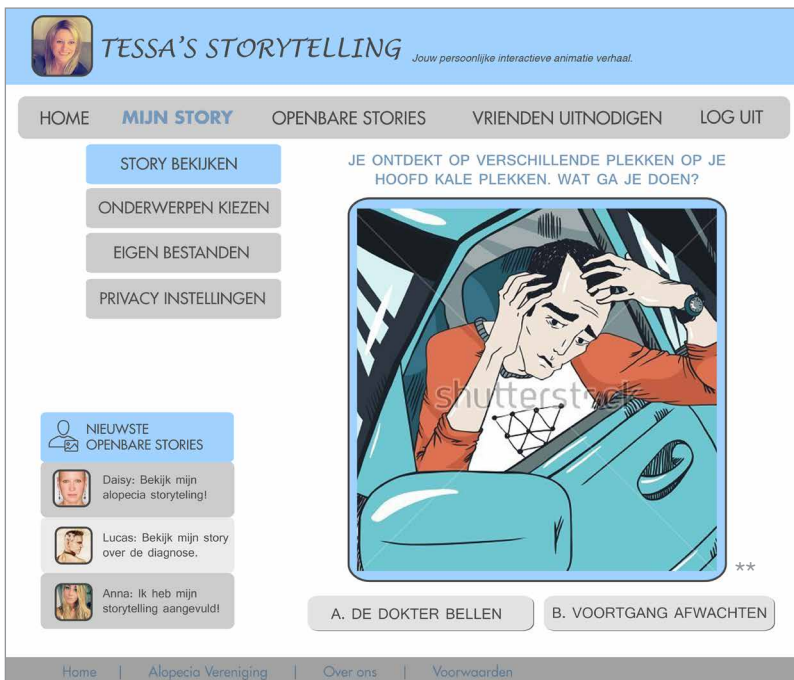 TESSA'S STORYTELLING
Jouw persoonlijke interactieve animatie verhaal.
HOME MIJN STORY OPENBARE STORIES VRIENDEN UITNODIGEN LOG UIT
STORY BEKIJKEN
ONDERWERPEN KIEZEN
EIGEN BESTANDEN
PRIVACY INSTELLINGEN
JE ONTDEKT OP VERSCHILLENDE PLEKKEN OP JE
HOOFD KALE PLEKKEN. WAT GA JE DOEN?
shutterstock
**
A. DE DOKTER BELLEN
B. VOORTGANG AFWACHTEN
NIEUWSTE
OPENBARE STORIES
Daisy: Bekijk mijn
alopecia storyteling!
Lucas: Bekijk mijn story
over de diagnose.
Anna: Ik heb mijn
storytelling aangevuld!
Home | Alopecia Vereniging | Over ons | Voorwaarden